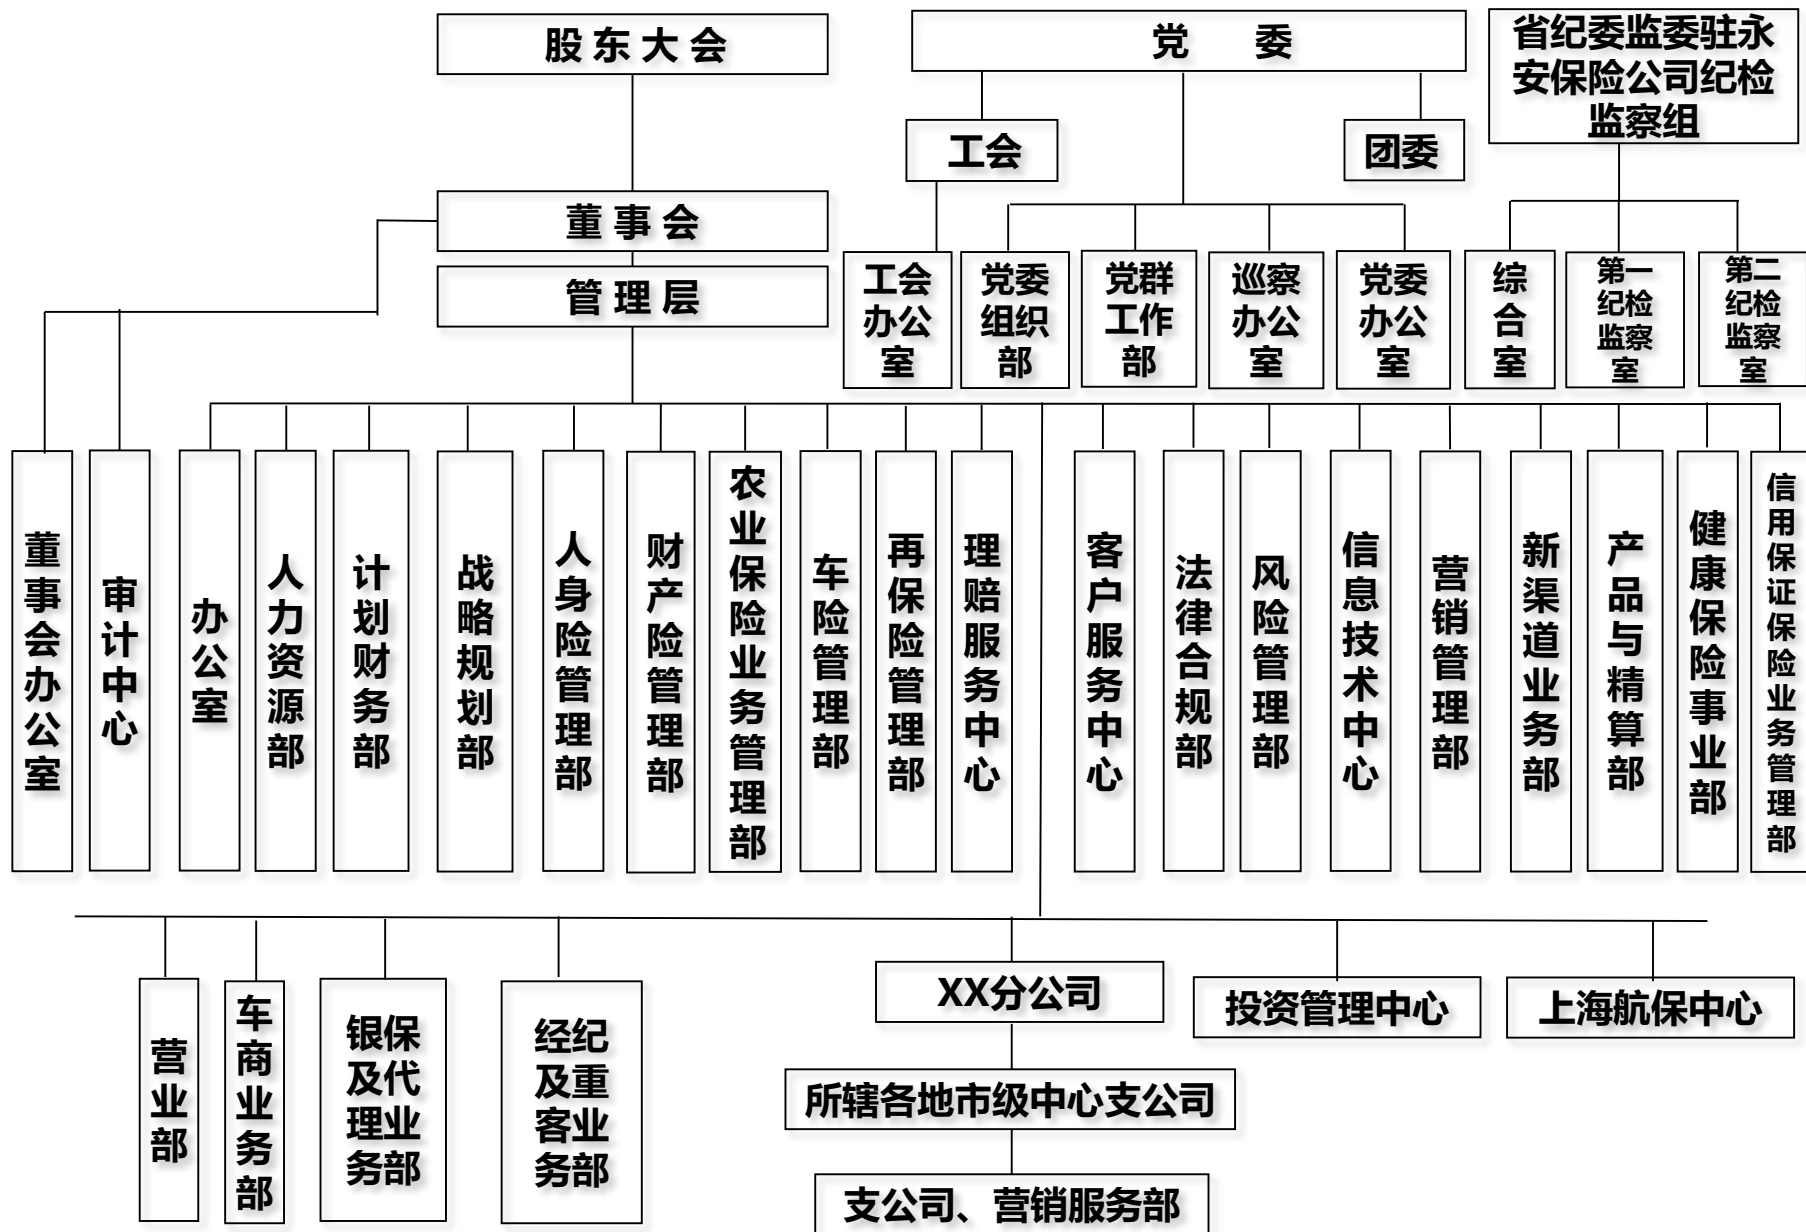 股东大会
党 委
省纪委监委驻永
安保险公司纪检
监察组
工会
团委
董事会
管理层
工会
办公
室
党委
组织
部
党群
工作
部
巡察
办公
室
党委
办公
室
综
合
室
第一
纪检
监察
室
第二
纪检
监察
室
董事会办公室
审计中心
办公室
人力资源部
计划财务部
战略规划部
人身险管理部
财产险管理部
农业保险业务管理部
车险管理部
再保险管理部
理赔服务中心
客户服务中心
法律合规部
风险管理部
信息技术中心
营销管理部
新渠道业务部
产品与精算部
健康保险事业部
信用保证保险业务管理部
营业部
车商业务部
银保
及代
理业
务部
经纪
及重
客业
务部
XX分公司
投资管理中心
上海航保中心
所辖各地市级中心支公司
支公司、营销服务部